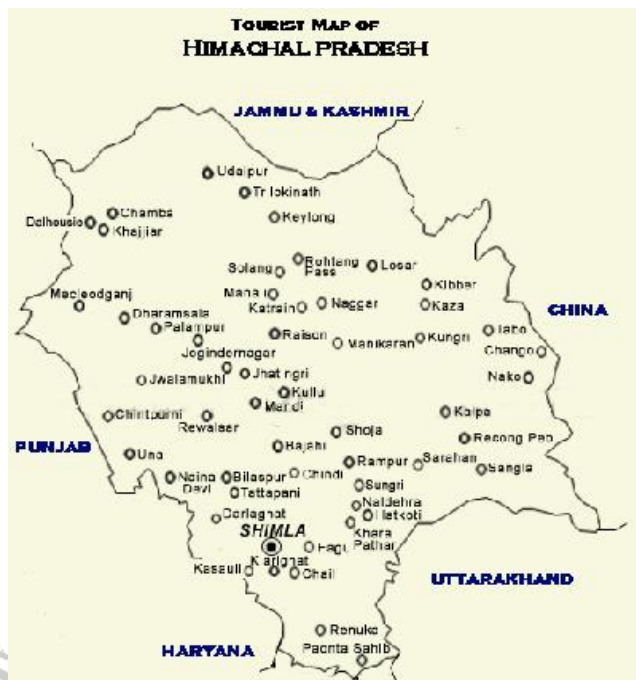 TOURIST MAP OF
HIMACHAL PRADESH
JAMMU & KASHMIR
Udaipur
Trilokinath
Keylong
Chamba
Dalhousie
Khajjiar
Rohtang
Pass
Solang
Losar
Kibber
Kaza
Manali
Naggar
Katrain
Mecleodganj
Dharamsala
Palampur
CHINA
Tabo
Raison
Manikaran
Kungri
Chango
Jogindernagar
Jhatingri
Nako
Jwalamukhi
Kullu
Mandi
Chintpurni
Rewalsar
Kalpa
PUNJAB
Shoja
Recong Peo
Bajahi
Una
Rampur
Sarahan
Sangla
Naina
Devi
Bilaspur
Chindi
Tattapani
Sungri
Naldehra
Hatkoti
Darlaghat
Khara
Pathar
SHIMLA
Fagu
Kasauli
Kiarighat
Chail
UTTARAKHAND
Renuka
HARYANA
Paonta Sahib